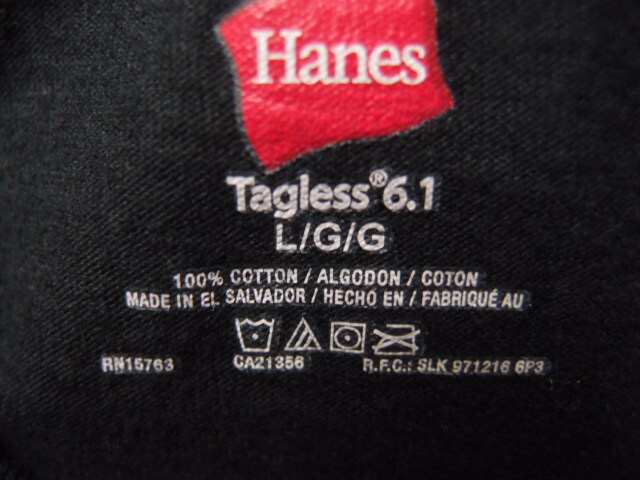 Hanes
Tagless® 6.1
L/G/G
100% COTTON / ALGODON / COTON
MADE IN EL SALVADOR / HECHO EN / FABRIQUÉ AU
RN15763 CA21356 R.F.C.: SLK 971216 6P3